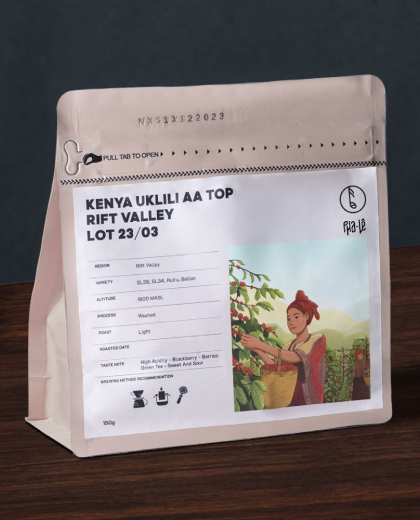 PULL TAB TO OPEN
KENYA UKLILI AA TOP
RIFT VALLEY
LOT 23/03
PHA-LÊ
REGION Rift Valley
VARIETY SL28, SL34, Ruiru, Batian
ALTITUDE 1800 MASL
PROCESS Washed
ROAST Light
ROASTED DATE
TASTE NOTE High Acidity - Blackberry - Berries
Green Tea - Sweet And Sour
BREWING METHOD RECOMMENDATION
150g